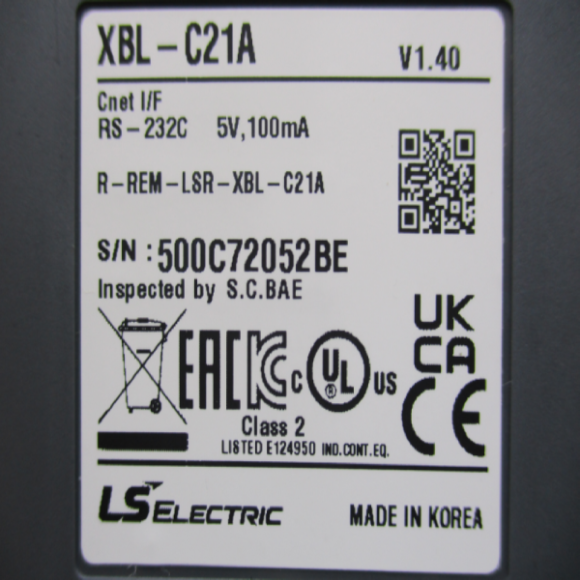 XBL-C21A
V1.40
Cnet I/F
RS-232C 5V,100mA
R-REM-LSR-XBL-C21A
S/N : 500C72052BE
Inspected by S.C.BAE
UK
CA
EAC KC c UL ® US CE
Class 2
LISTED E124950 IND.CONT.EQ.
LS ELECTRIC
MADE IN KOREA